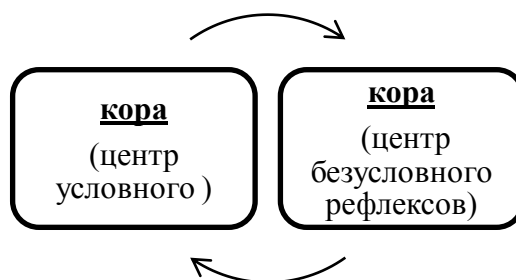 кора
(центр
условного )
кора
(центр
безусловного
рефлексов)